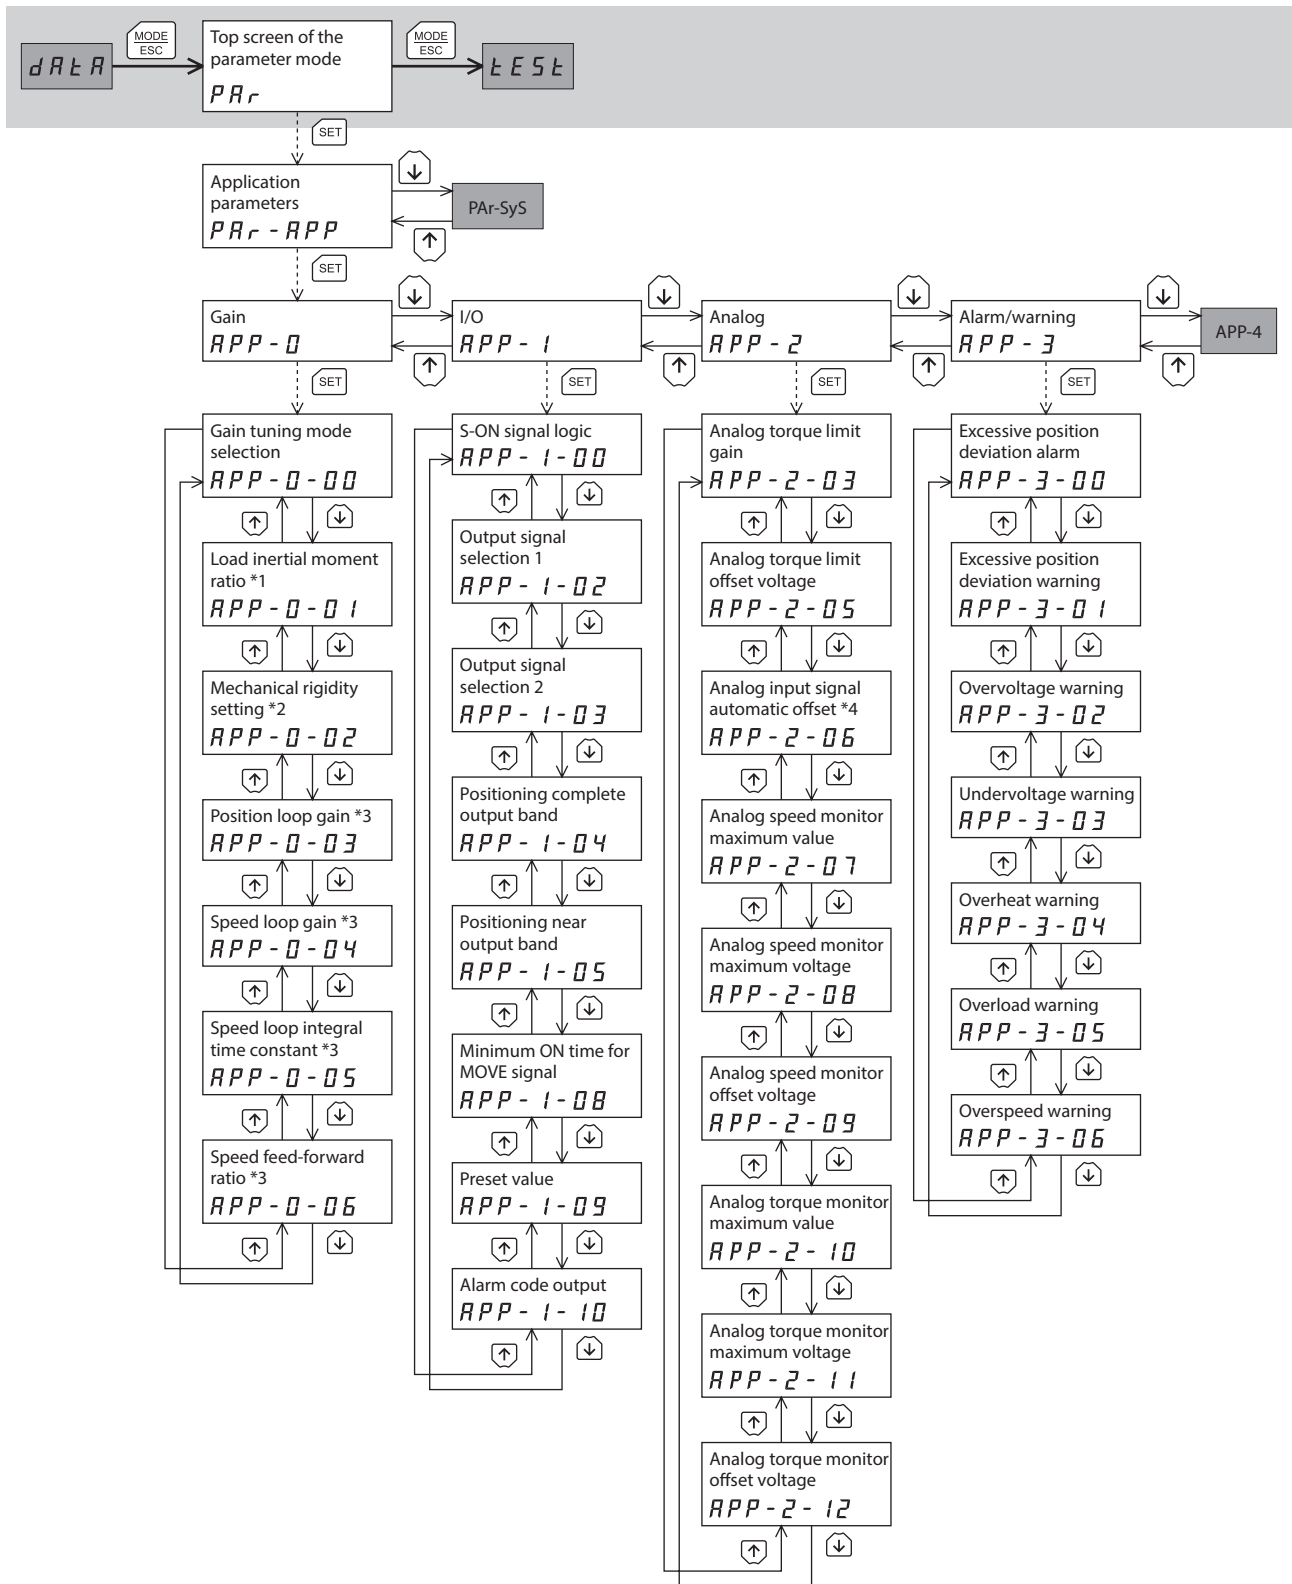 MODE
ESC
MODE
ESC
dAtA
Top screen of the
parameter mode
PAr
tESt
SET
Application
parameters
PAr-APP
PAr-SyS
SET
Gain
APP-0
I/O
APP-1
Analog
APP-2
Alarm/warning
APP-3
APP-4
SET
SET
SET
SET
Gain tuning mode
selection
APP-0-00
Load inertial moment
ratio *1
APP-0-01
Mechanical rigidity
setting *2
APP-0-02
Position loop gain *3
APP-0-03
Speed loop gain *3
APP-0-04
Speed loop integral
time constant *3
APP-0-05
Speed feed-forward
ratio *3
APP-0-06
S-ON signal logic
APP-1-00
Output signal
selection 1
APP-1-02
Output signal
selection 2
APP-1-03
Positioning complete
output band
APP-1-04
Positioning near
output band
APP-1-05
Minimum ON time for
MOVE signal
APP-1-08
Preset value
APP-1-09
Alarm code output
APP-1-10
Analog torque limit
gain
APP-2-03
Analog torque limit
offset voltage
APP-2-05
Analog input signal
automatic offset *4
APP-2-06
Analog speed monitor
maximum value
APP-2-07
Analog speed monitor
maximum voltage
APP-2-08
Analog speed monitor
offset voltage
APP-2-09
Analog torque monitor
maximum value
APP-2-10
Analog torque monitor
maximum voltage
APP-2-11
Analog torque monitor
offset voltage
APP-2-12
Excessive position
deviation alarm
APP-3-00
Excessive position
deviation warning
APP-3-01
Overvoltage warning
APP-3-02
Undervoltage warning
APP-3-03
Overheat warning
APP-3-04
Overload warning
APP-3-05
Overspeed warning
APP-3-06